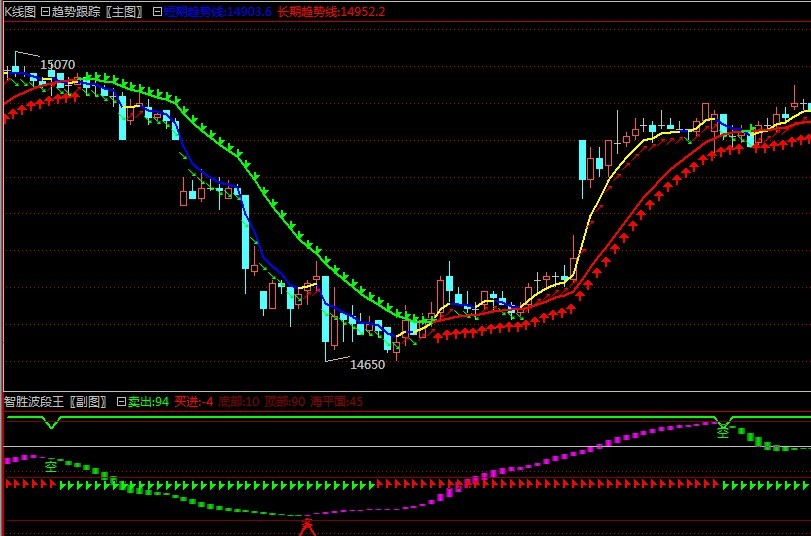 K线图 日趋势跟踪〖主图〗 日短期趋势线:14903.6 长期趋势线:14952.2
15070
14650
智胜波段王〖副图〗 日卖出:94 买进:-4 底部:10 顶部:90 海平面:45
空
空
多